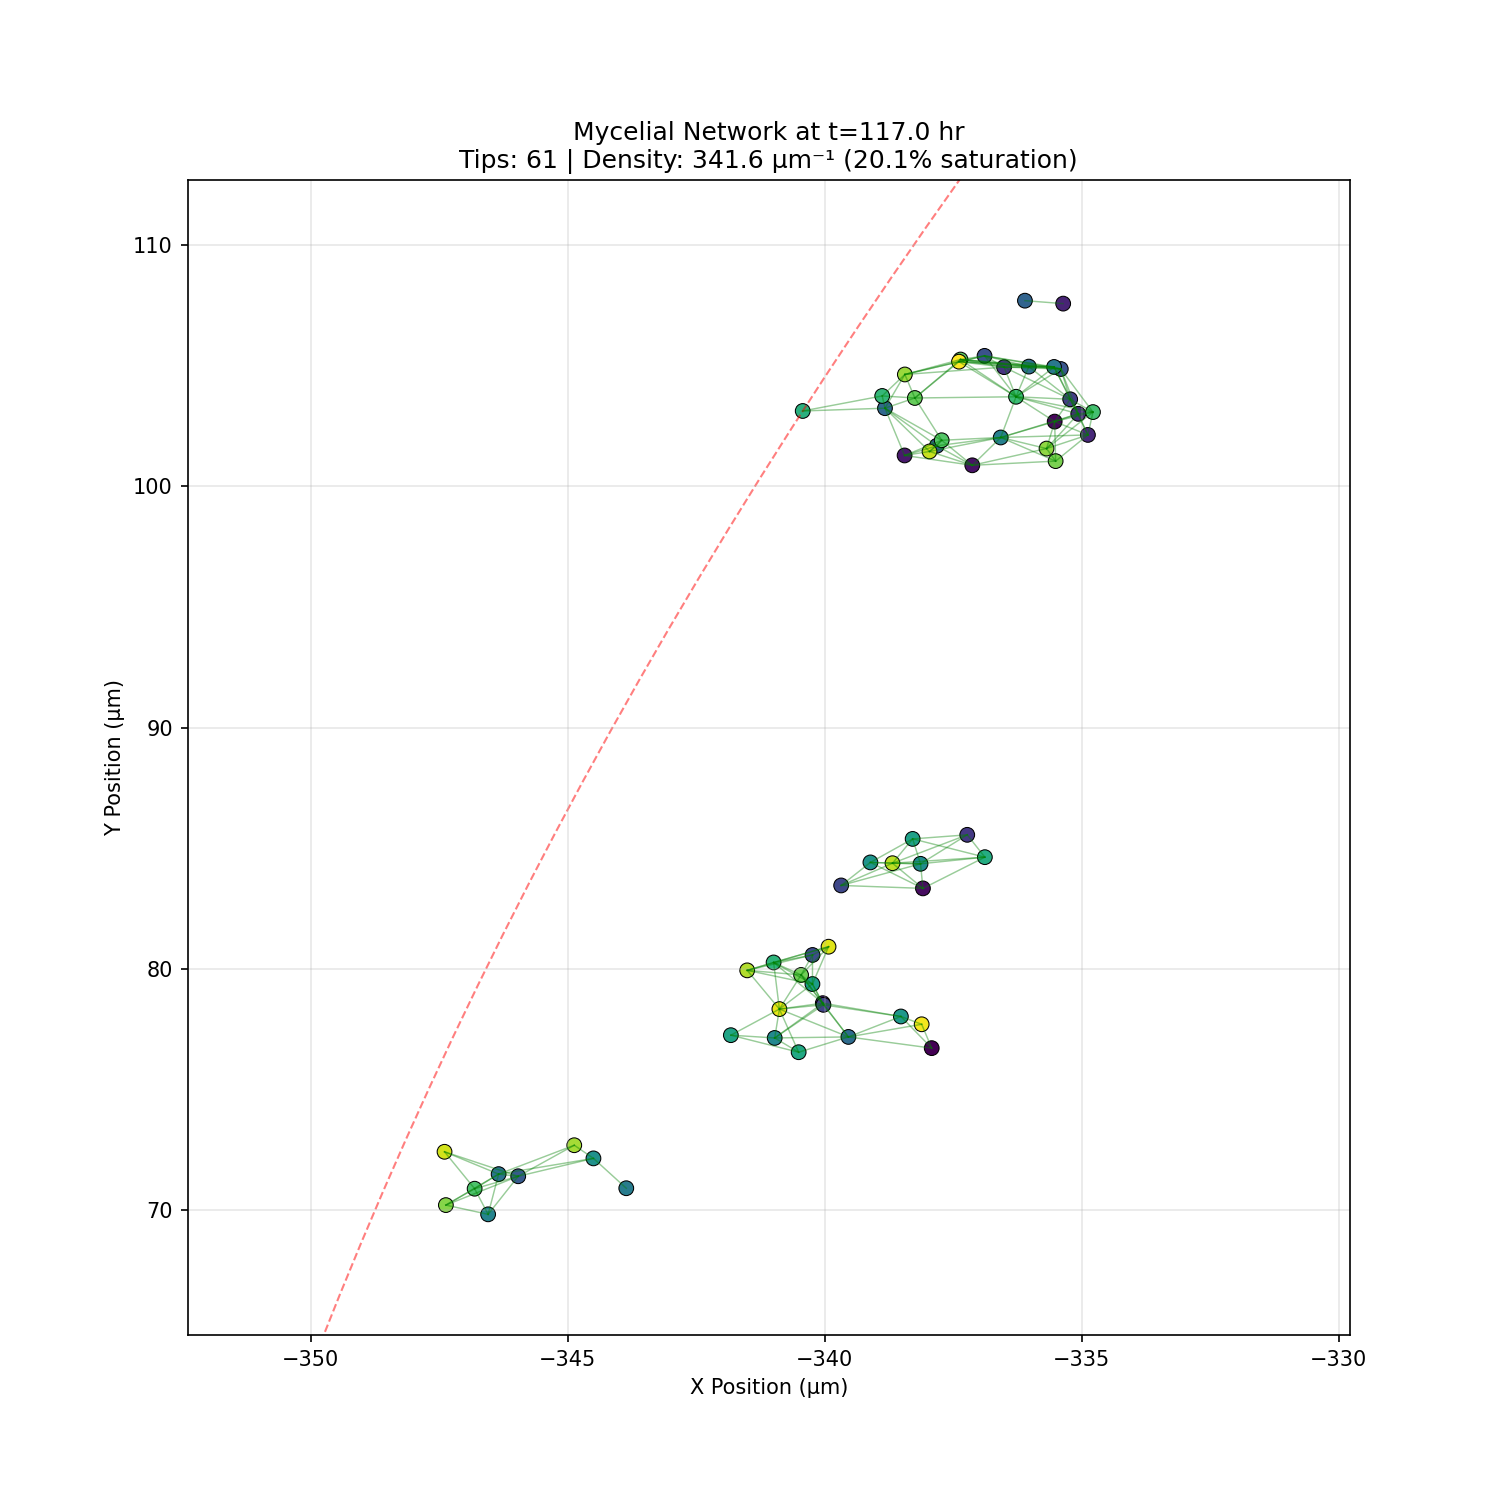 Mycelial Network at t=117.0 hr
Tips: 61 | Density: 341.6 μm⁻¹ (20.1% saturation)
110
100
90
80
70
Y Position (μm)
−350
−345
−340
−335
−330
X Position (μm)